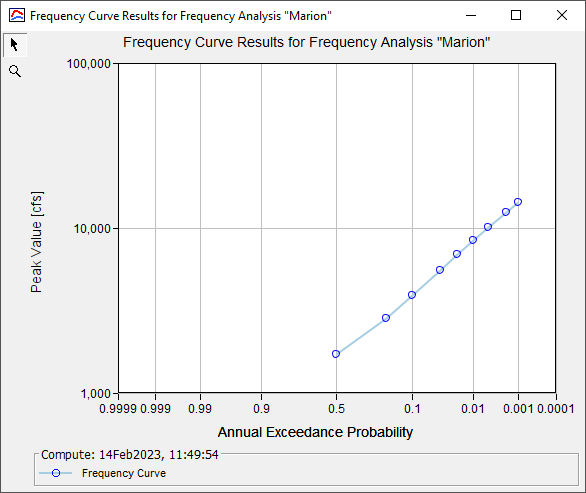 Frequency Curve Results for Frequency Analysis "Marion"
Frequency Curve Results for Frequency Analysis "Marion"
100,000
10,000
1,000
Peak Value [cfs]
0.9999 0.999 0.99 0.9 0.5 0.1 0.01 0.001 0.0001
Annual Exceedance Probability
Compute: 14Feb2023, 11:49:54
Frequency Curve